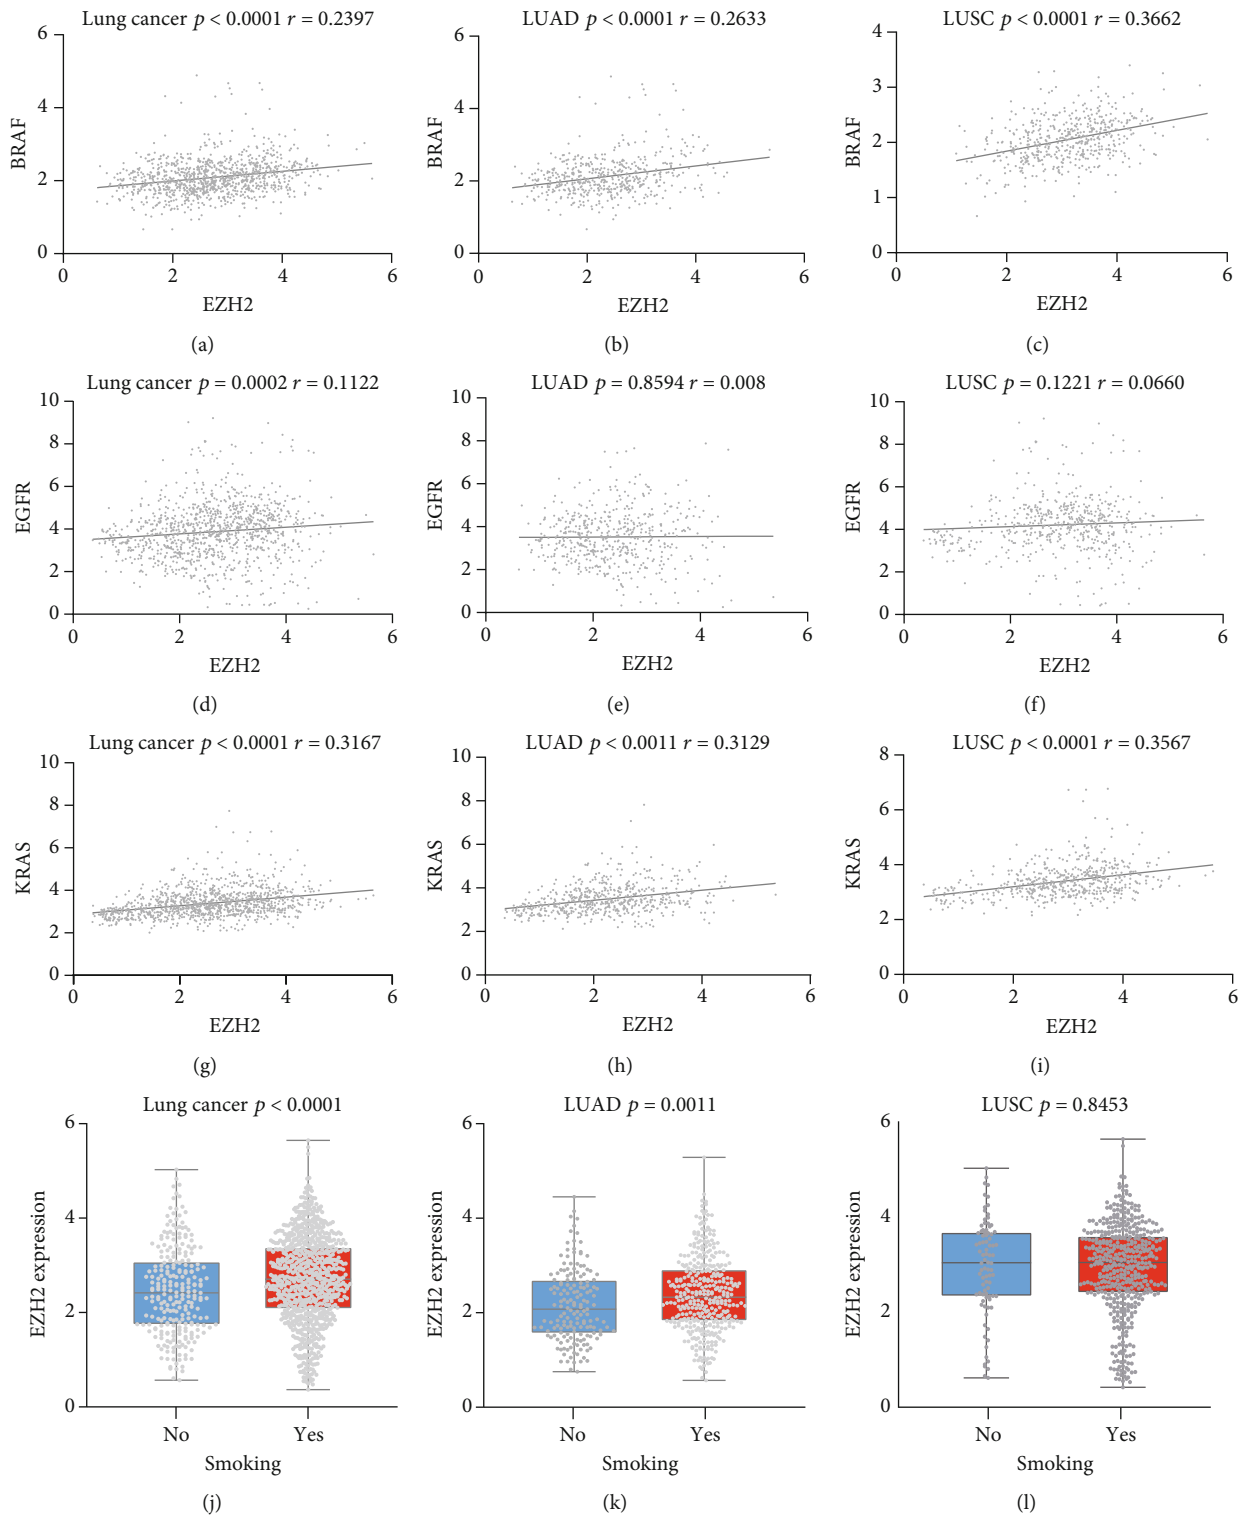 Lung cancer p < 0.0001 r = 0.2397
LUAD p < 0.0001 r = 0.2633
LUSC p < 0.0001 r = 0.3662
6
4
2
0
BRAF
0 2 4 6
EZH2
6
4
2
0
BRAF
0 2 4 6
EZH2
4
3
2
1
0
BRAF
0 2 4 6
EZH2
(a)
(b)
(c)
Lung cancer p = 0.0002 r = 0.1122
LUAD p = 0.8594 r = 0.008
LUSC p = 0.1221 r = 0.0660
10
8
6
4
2
0
EGFR
0 2 4 6
EZH2
10
8
6
4
2
0
EGFR
0 2 4 6
EZH2
10
8
6
4
2
0
EGFR
0 2 4 6
EZH2
(d)
(e)
(f)
Lung cancer p < 0.0001 r = 0.3167
LUAD p < 0.0011 r = 0.3129
LUSC p < 0.0001 r = 0.3567
10
8
6
4
2
0
KRAS
0 2 4 6
EZH2
10
8
6
4
2
0
KRAS
0 2 4 6
EZH2
8
6
4
2
0
KRAS
0 2 4 6
EZH2
(g)
(h)
(i)
Lung cancer p < 0.0001
LUAD p = 0.0011
LUSC p = 0.8453
6
4
2
0
EZH2 expression
No Yes
Smoking
6
4
2
0
EZH2 expression
No Yes
Smoking
6
4
2
0
EZH2 expression
No Yes
Smoking
(j)
(k)
(l)